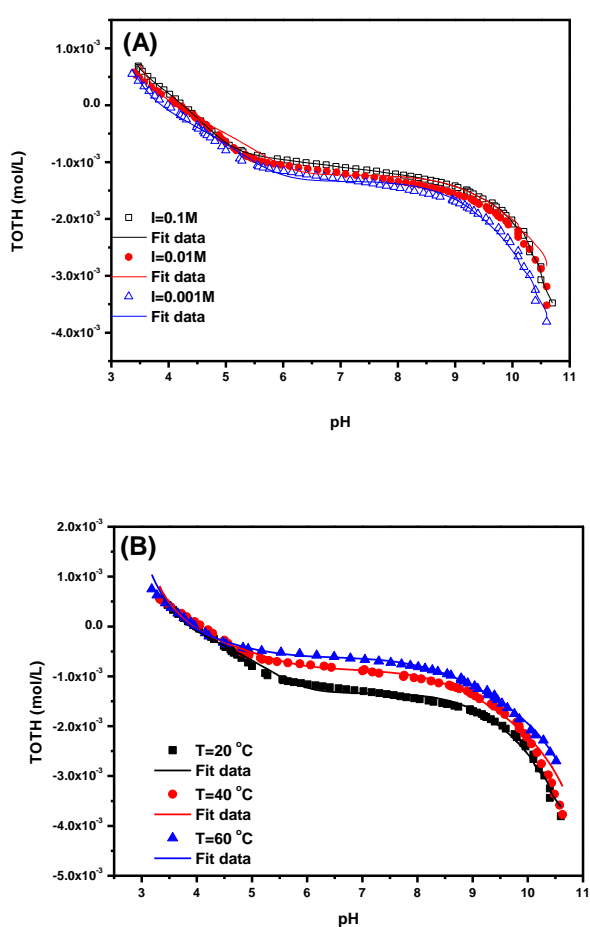 (A)
1.0x10⁻³
0.0
-1.0x10⁻³
-2.0x10⁻³
-3.0x10⁻³
-4.0x10⁻³
TOTH (mol/L)
I=0.1M
Fit data
I=0.01M
Fit data
I=0.001M
Fit data
3 4 5 6 7 8 9 10 11
pH
(B)
2.0x10⁻³
1.0x10⁻³
0.0
-1.0x10⁻³
-2.0x10⁻³
-3.0x10⁻³
-4.0x10⁻³
-5.0x10⁻³
TOTH (mol/L)
T=20 °C
Fit data
T=40 °C
Fit data
T=60 °C
Fit data
3 4 5 6 7 8 9 10 11
pH